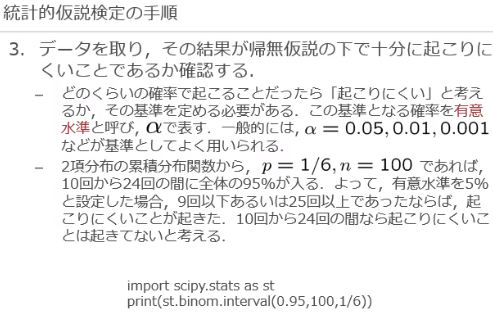 統計的仮説検定の手順
3. データを取り，その結果が帰無仮説の下で十分に起こりに
くいことであるか確認する．
– どのくらいの確率で起こることだったら「起こりにくい」と考え
るか，その基準を定める必要がある．この基準となる確率を有意
水準と呼び，αで表す．一般的には，α = 0.05, 0.01, 0.001
などが基準としてよく用いられる．
– 2項分布の累積分布関数から，p = 1/6, n = 100 であれば，
10回から24回の間に全体の95%が入る．よって，有意水準を5%
と設定した場合，9回以下あるいは25回以上であったならば，起
こりにくいことが起きた．10回から24回の間なら起こりにくいこ
とは起きてないと考える．
import scipy.stats as st
print(st.binom.interval(0.95,100,1/6))